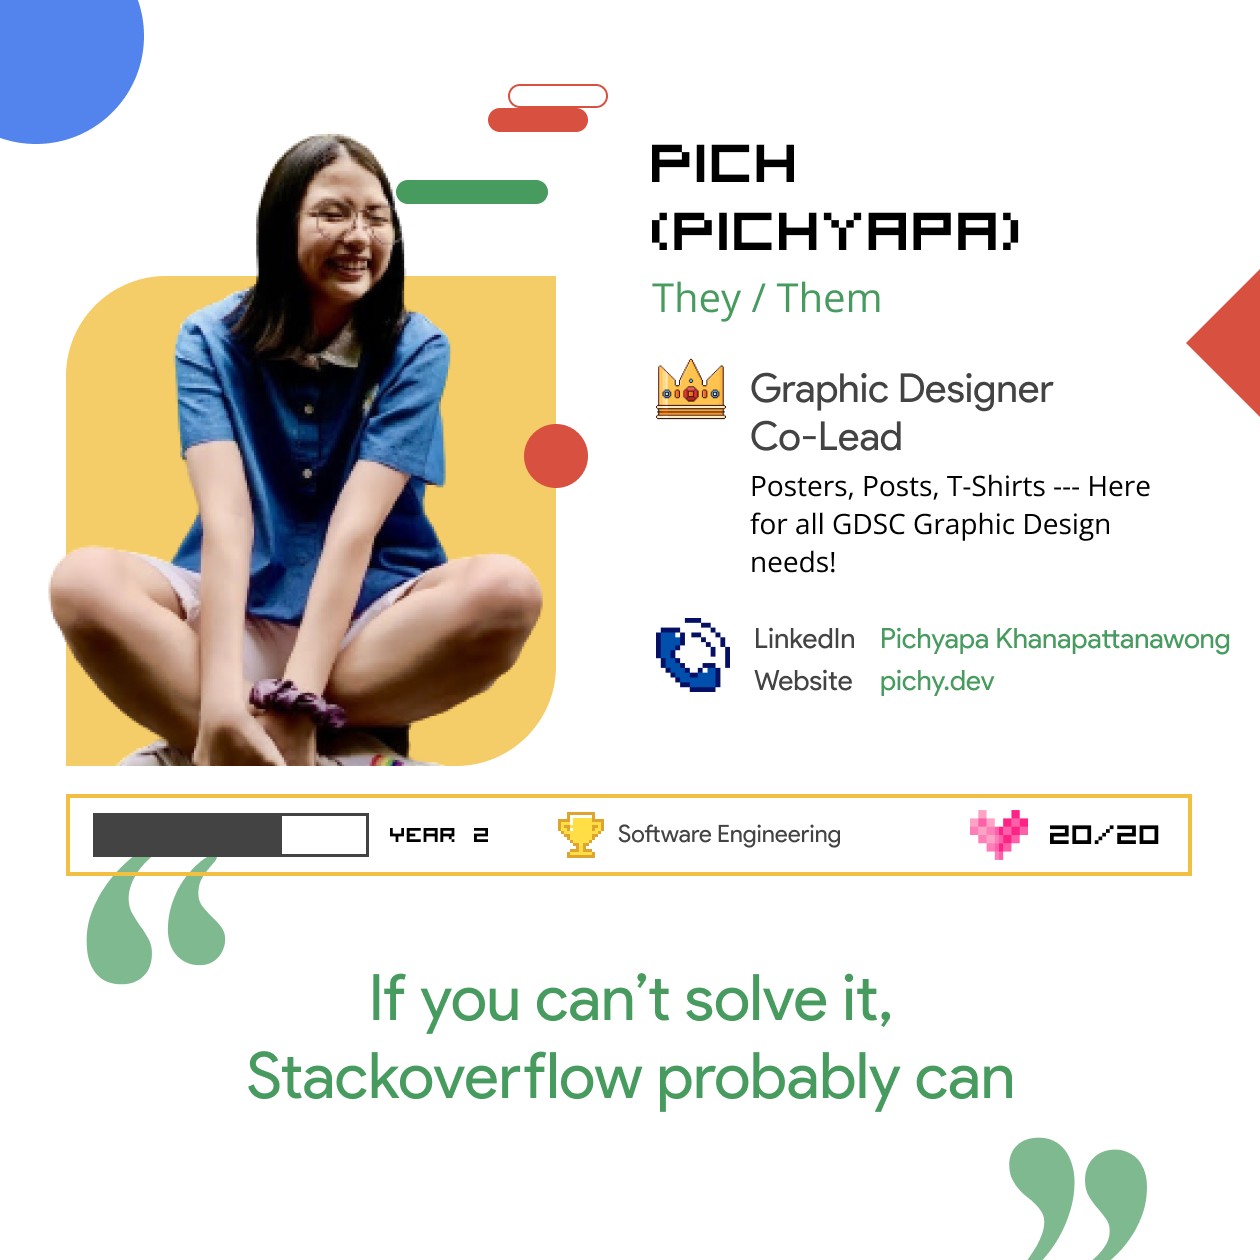 PICH
(PICHYAPA)
They / Them
Graphic Designer
Co-Lead
Posters, Posts, T-Shirts --- Here
for all GDSC Graphic Design
needs!
LinkedIn Pichyapa Khanapattanawong
Website pichy.dev
YEAR 2 Software Engineering 20/20
“
If you can’t solve it,
Stackoverflow probably can
”